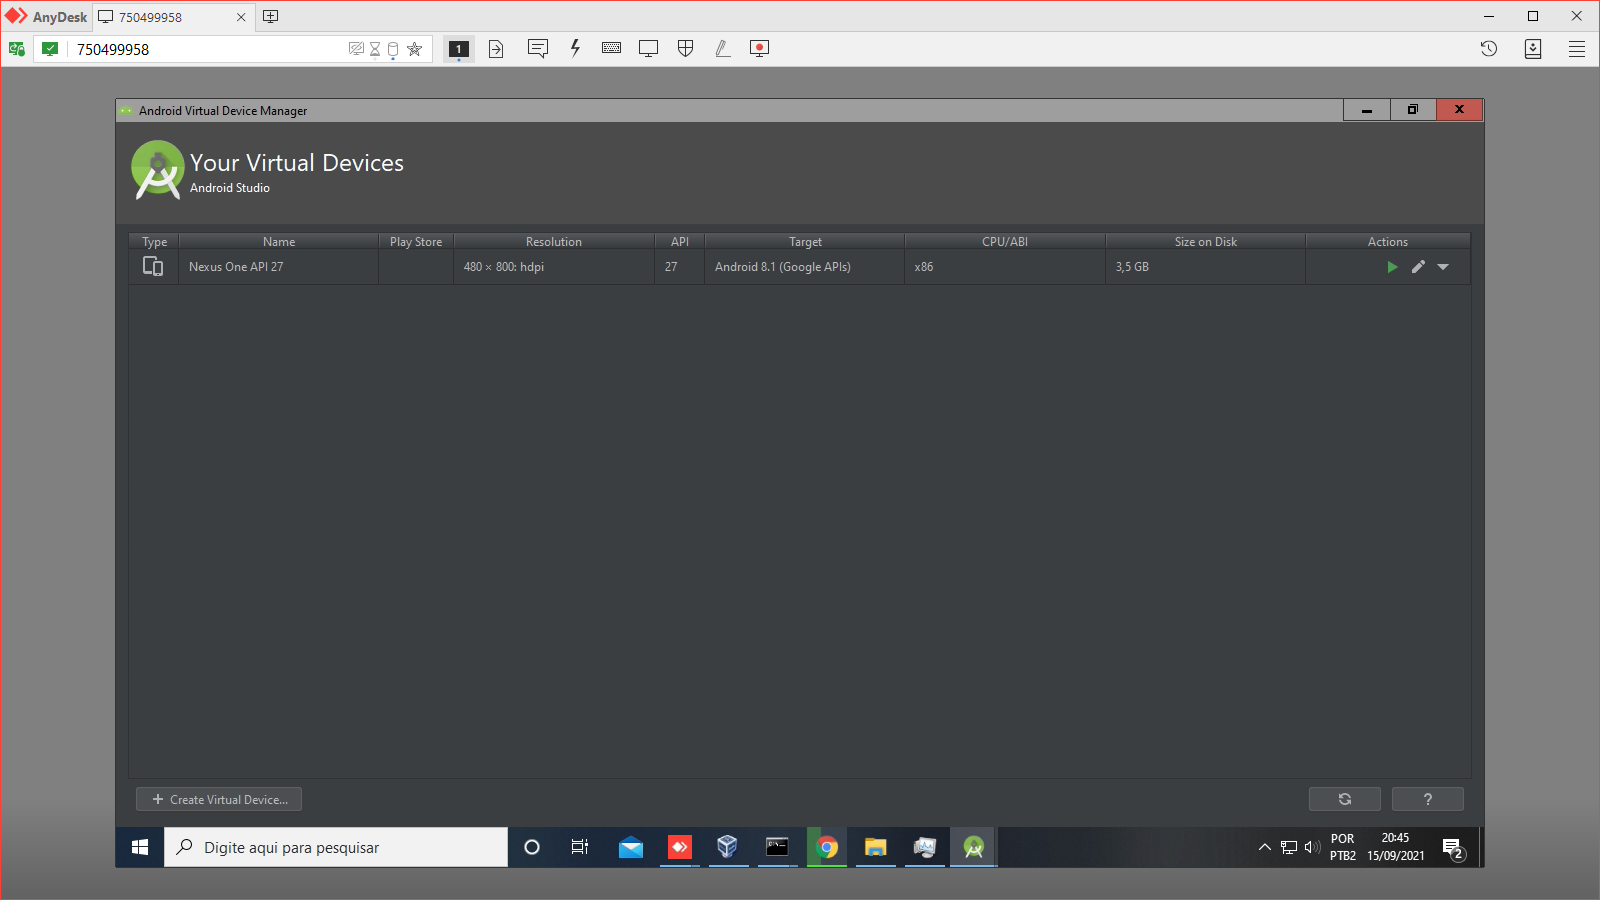 AnyDesk 750499958
750499958 1
Android Virtual Device Manager
Your Virtual Devices
Android Studio
Type Name Play Store Resolution API Target CPU/ABI Size on Disk Actions
Nexus One API 27 480 × 800: hdpi 27 Android 8.1 (Google APIs) x86 3,5 GB
+ Create Virtual Device... ?
Digite aqui para pesquisar
POR 20:45
PTB2 15/09/2021 2